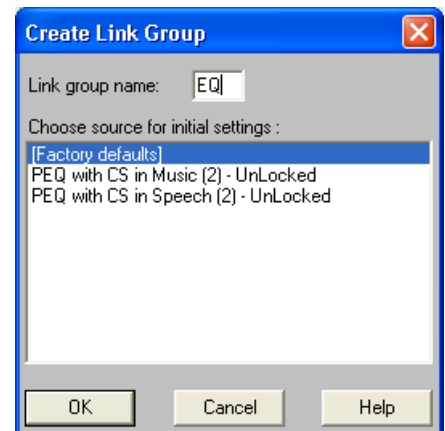 Create Link Group
Link group name: EQ
Choose source for initial settings :
[Factory defaults]
PEQ with CS in Music (2) - UnLocked
PEQ with CS in Speech (2) - UnLocked
OK Cancel Help